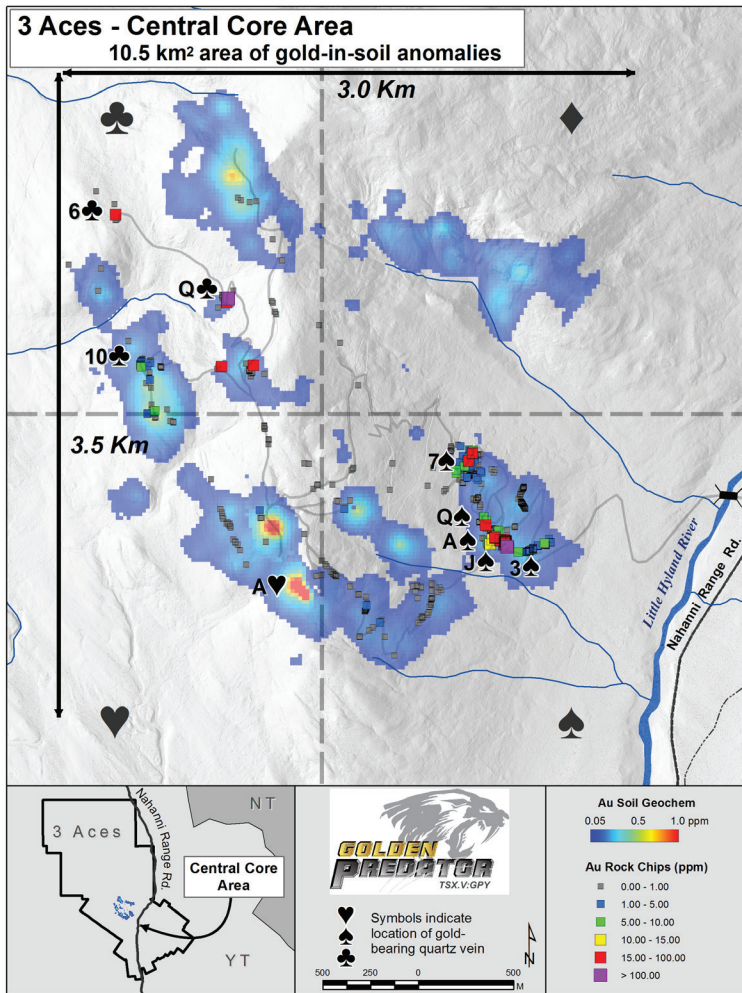 3 Aces - Central Core Area
10.5 km² area of gold-in-soil anomalies
3.0 Km
♣
♦
6♣
Q♣
10♣
3.5 Km
7♠
Q♠
A♠
J♠
3♠
A♥
Little Hyland River
Nahanni Range Rd.
♥
♠
NT
3 Aces
Nahanni Range Rd.
Central Core
Area
YT
GOLDEN
PREDATOR
TSX.V:GPY
♥ Symbols indicate
♠ location of gold-
♣ bearing quartz vein
N
500 0 500
M
Au Soil Geochem
0.05 0.5 1.0 ppm
Au Rock Chips (ppm)
0.00 - 1.00
1.00 - 5.00
5.00 - 10.00
10.00 - 15.00
15.00 - 100.00
> 100.00